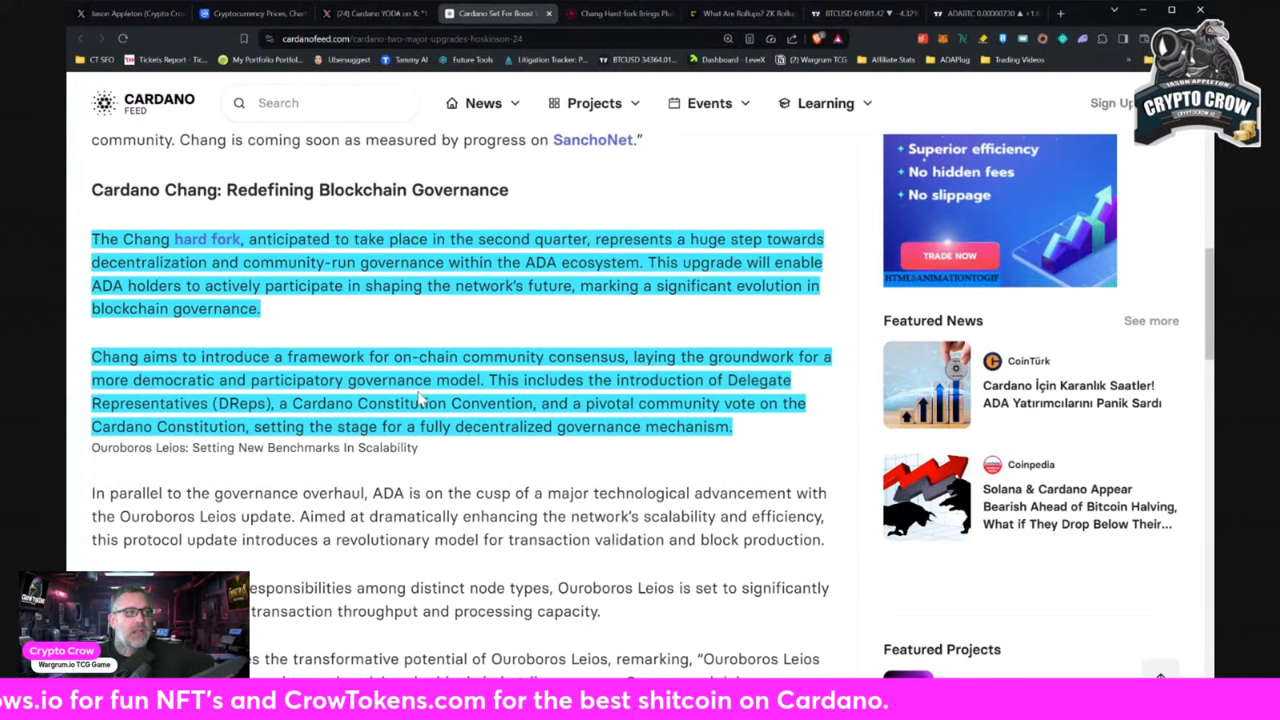 Jason Appleton (Crypto Crow
Cryptocurrency Prices, Char
(24) Cardano YODA on X: "
Cardano Set For Boost
Chang Hard-fork Brings Plu
What Are Rollups? ZK Rollup
BTCUSD 61081.42 ▼ -4.32%
ADABTC 0.00000730 ▲ +1.
cardanofeed.com/cardano-two-major-upgrades-hoskinson-24
CT SEO
Tickets Report - Tic...
My Portfolio Portfol...
Ubersuggest
Tammy AI
Future Tools
Litigation Tracker: P...
BTCUSD 34364.01...
Dashboard - LeveX
(2) Wargrum TCG
Affiliate Stats
ADAPlug
Trading Videos
JASON APPLETON
CRYPTO CROW
CRYPTOCROW.IO
CARDANO
FEED
Search
News
Projects
Events
Learning
Sign Up
community. Chang is coming soon as measured by progress on SanchoNet."
Cardano Chang: Redefining Blockchain Governance
The Chang hard fork, anticipated to take place in the second quarter, represents a huge step towards
decentralization and community-run governance within the ADA ecosystem. This upgrade will enable
ADA holders to actively participate in shaping the network's future, marking a significant evolution in
blockchain governance.
Chang aims to introduce a framework for on-chain community consensus, laying the groundwork for a
more democratic and participatory governance model. This includes the introduction of Delegate
Representatives (DReps), a Cardano Constitution Convention, and a pivotal community vote on the
Cardano Constitution, setting the stage for a fully decentralized governance mechanism.
Ouroboros Leios: Setting New Benchmarks In Scalability
In parallel to the governance overhaul, ADA is on the cusp of a major technological advancement with
the Ouroboros Leios update. Aimed at dramatically enhancing the network's scalability and efficiency,
this protocol update introduces a revolutionary model for transaction validation and block production.
esponsibilities among distinct node types, Ouroboros Leios is set to significantly
transaction throughput and processing capacity.
es the transformative potential of Ouroboros Leios, remarking, "Ouroboros Leios
Superior efficiency
No hidden fees
No slippage
TRADE NOW
HTML5ANIMATIONTOGIF
Featured News
See more
CoinTürk
Cardano İçin Karanlık Saatler!
ADA Yatırımcılarını Panik Sardı
Coinpedia
Solana & Cardano Appear
Bearish Ahead of Bitcoin Halving,
What if They Drop Below Their...
Featured Projects
Crypto Crow
Wargrum.io TCG Game
ows.io for fun NFT's and CrowTokens.com for the best shitcoin on Cardano.